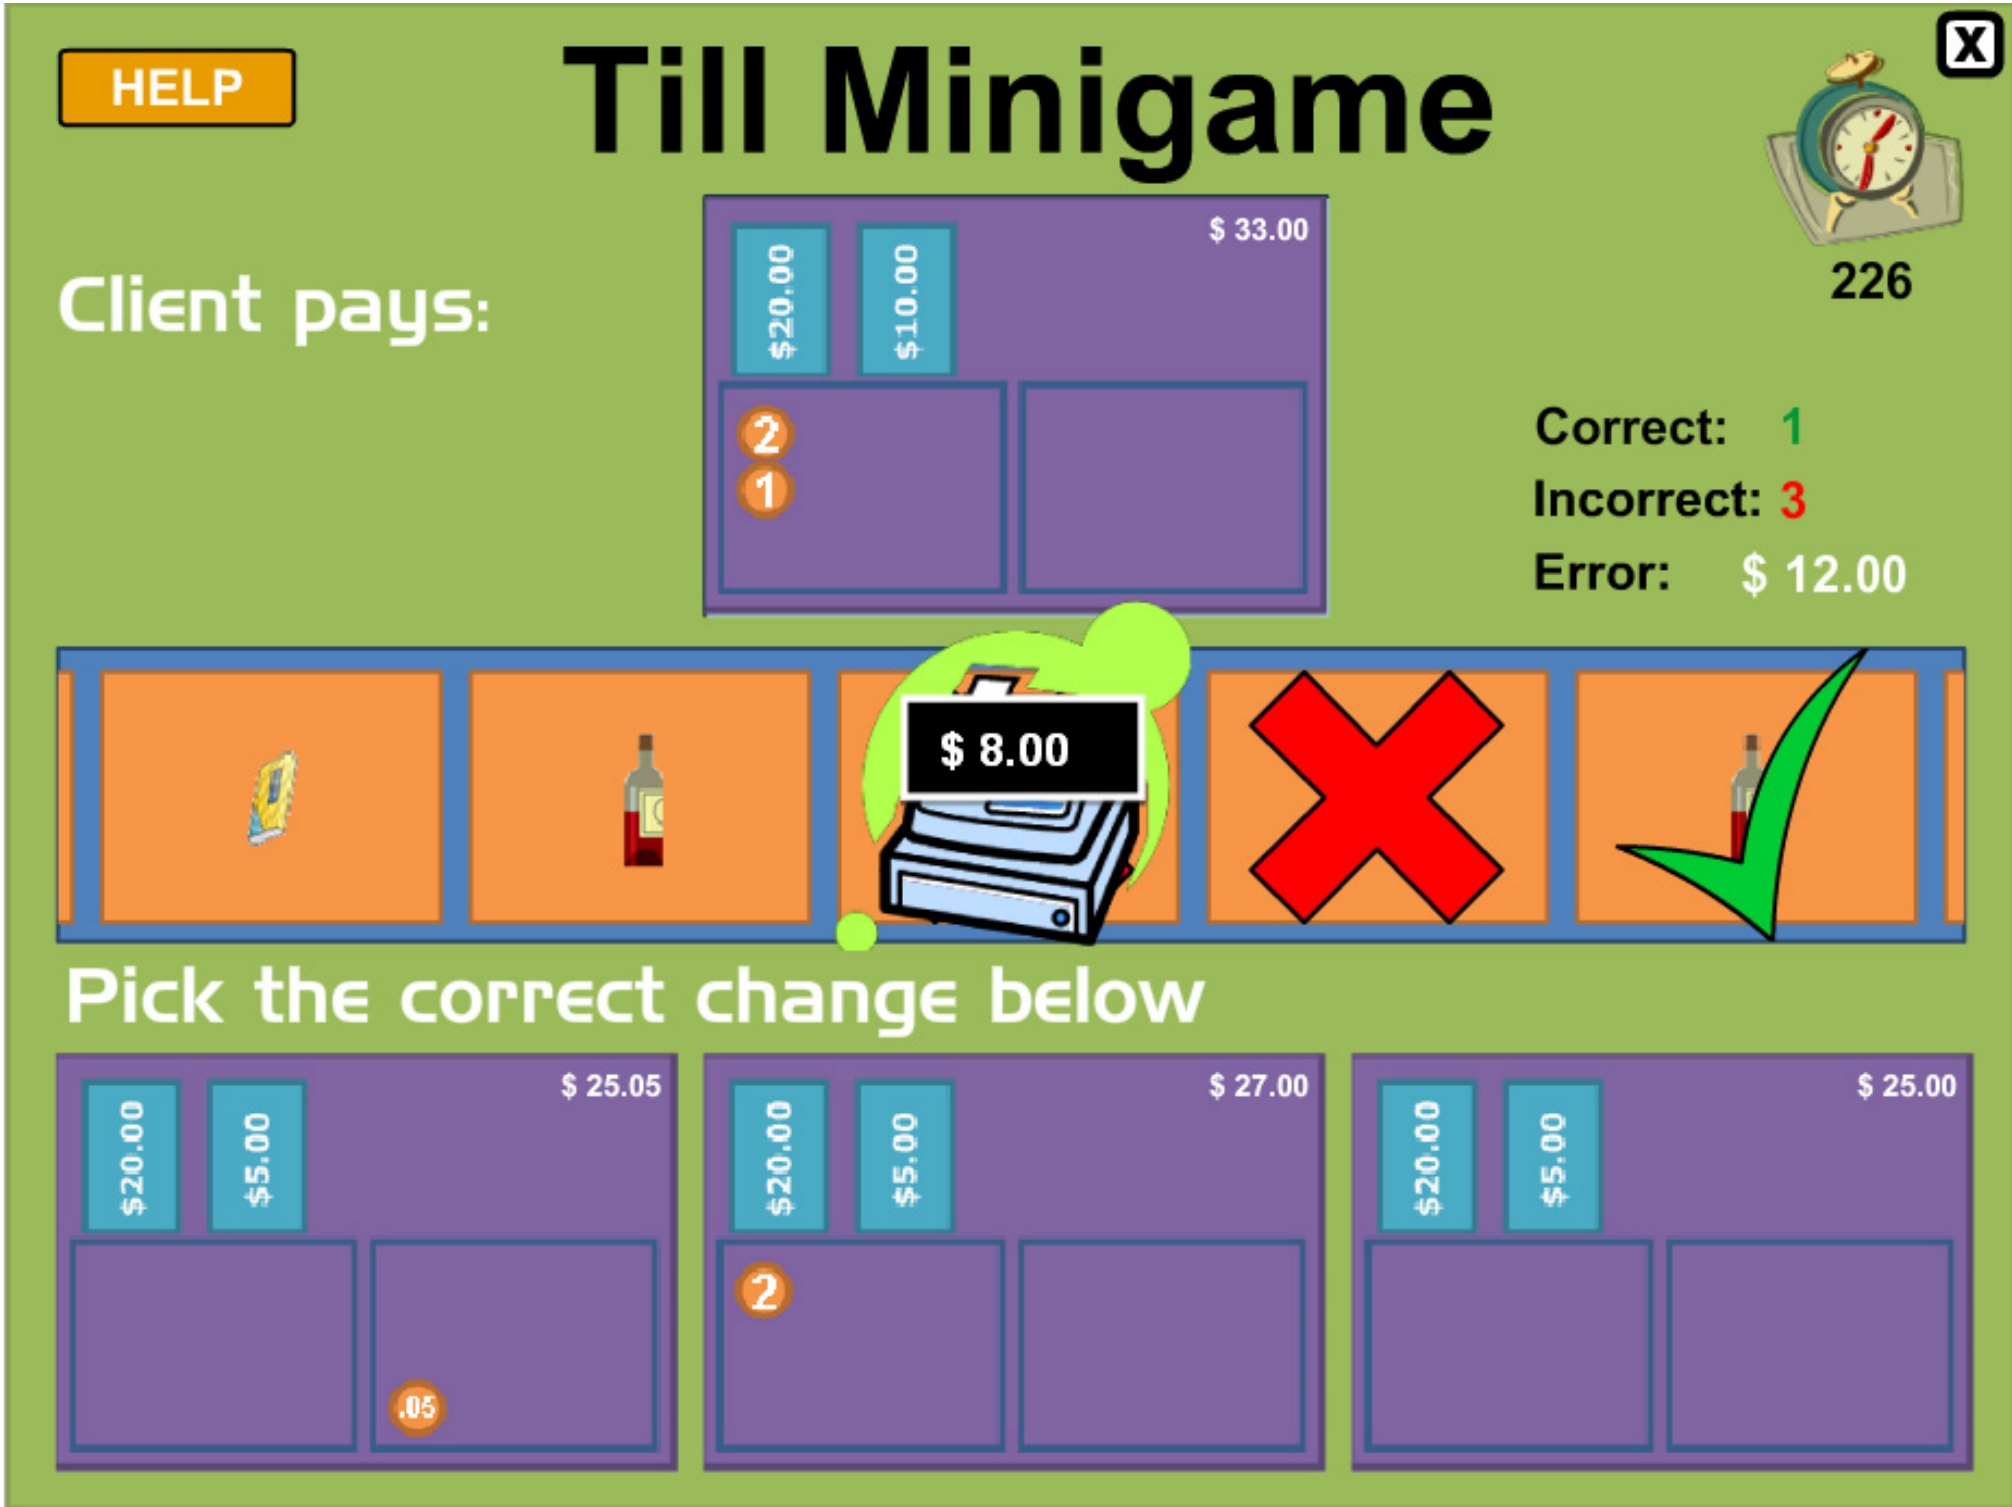 HELP
Till Minigame
X
$ 33.00
$20.00
$10.00
226
Client pays:
2
1
Correct: 1
Incorrect: 3
Error: $ 12.00
$ 8.00
Pick the correct change below
$ 25.05
$20.00
$5.00
.05
$ 27.00
$20.00
$5.00
2
$ 25.00
$20.00
$5.00